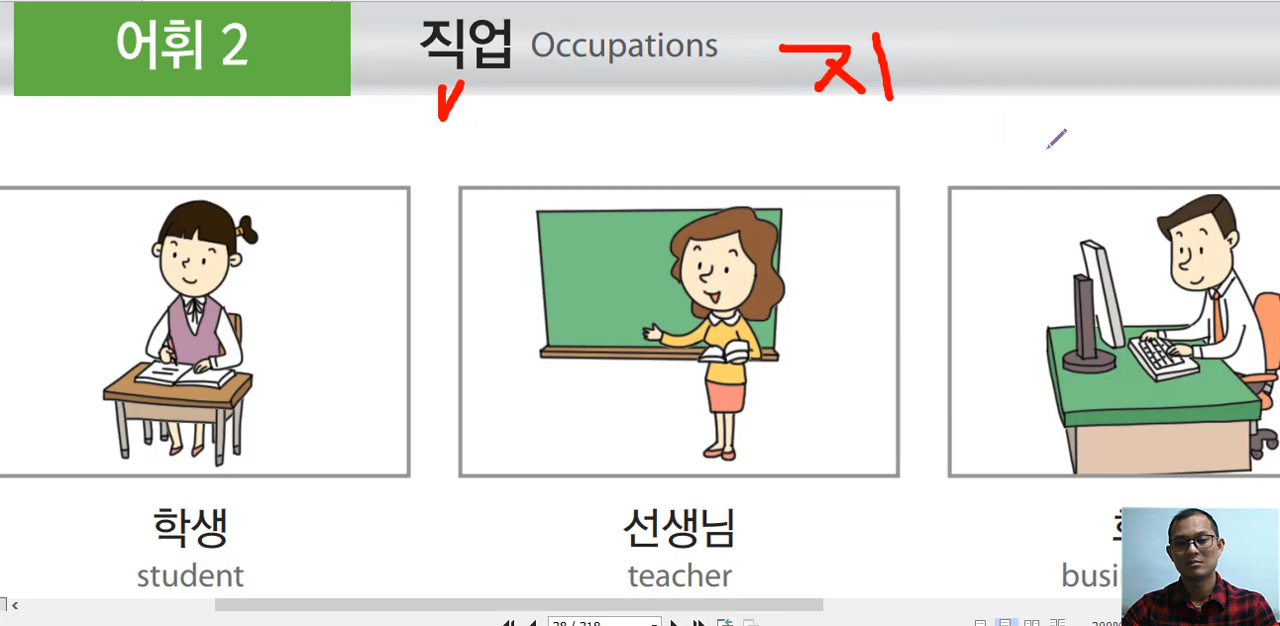 어휘 2 직업 Occupations 지
학생 선생님
student teacher